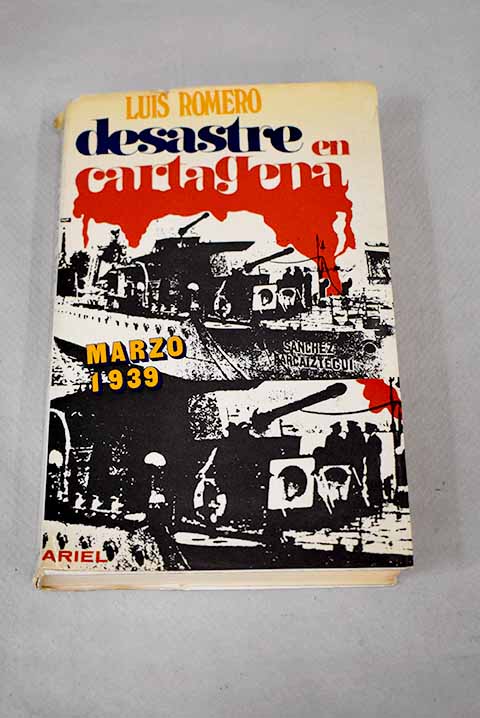 LUIS ROMERO
desastre en
cartagena
SANCHEZ
BARCAIZTEGUI
MARZO
1939
ARIEL